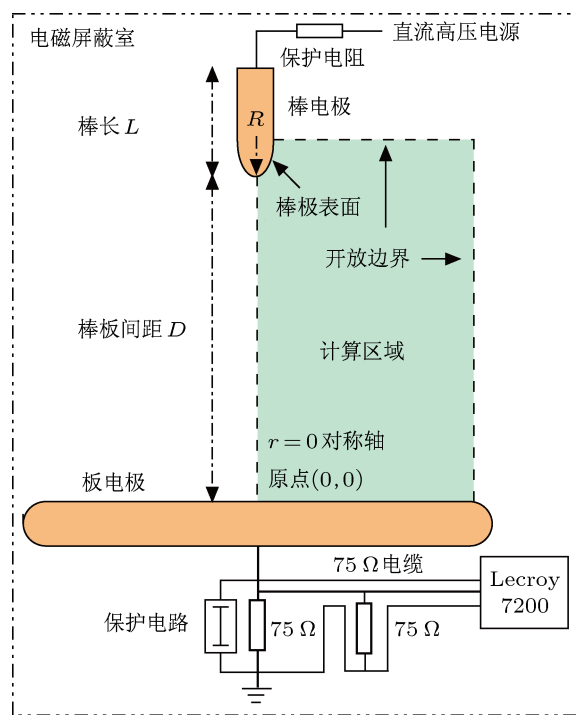 直流高压电源
电磁屏蔽室
保护电阻
棒电极
R
棒长 L
棒极表面
开放边界
棒板间距 D
计算区域
r = 0 对称轴
原点(0, 0)
板电极
75 Ω 电缆
Lecroy
7200
保护电路
75 Ω
75 Ω